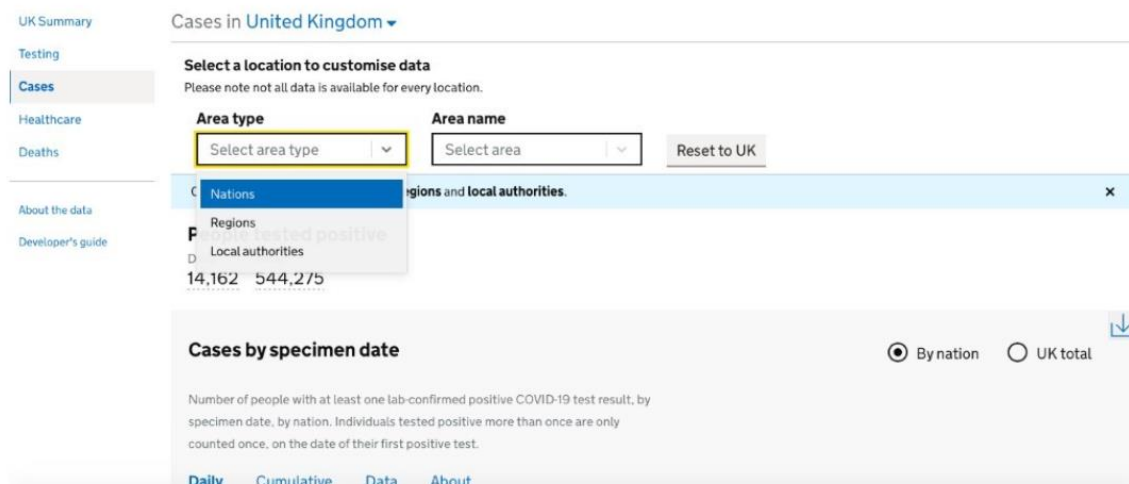 UK Summary
Testing
Cases
Healthcare
Deaths
About the data
Developer's guide
Cases in United Kingdom
Select a location to customise data
Please note not all data is available for every location.
Area type
Area name
Select area type
Select area
Reset to UK
Nations
Regions
Local authorities
regions and local authorities.
People tested positive
14,162 544,275
Cases by specimen date
By nation
UK total
Number of people with at least one lab-confirmed positive COVID-19 test result, by
specimen date, by nation. Individuals tested positive more than once are only
counted once, on the date of their first positive test.
Daily Cumulative Data About